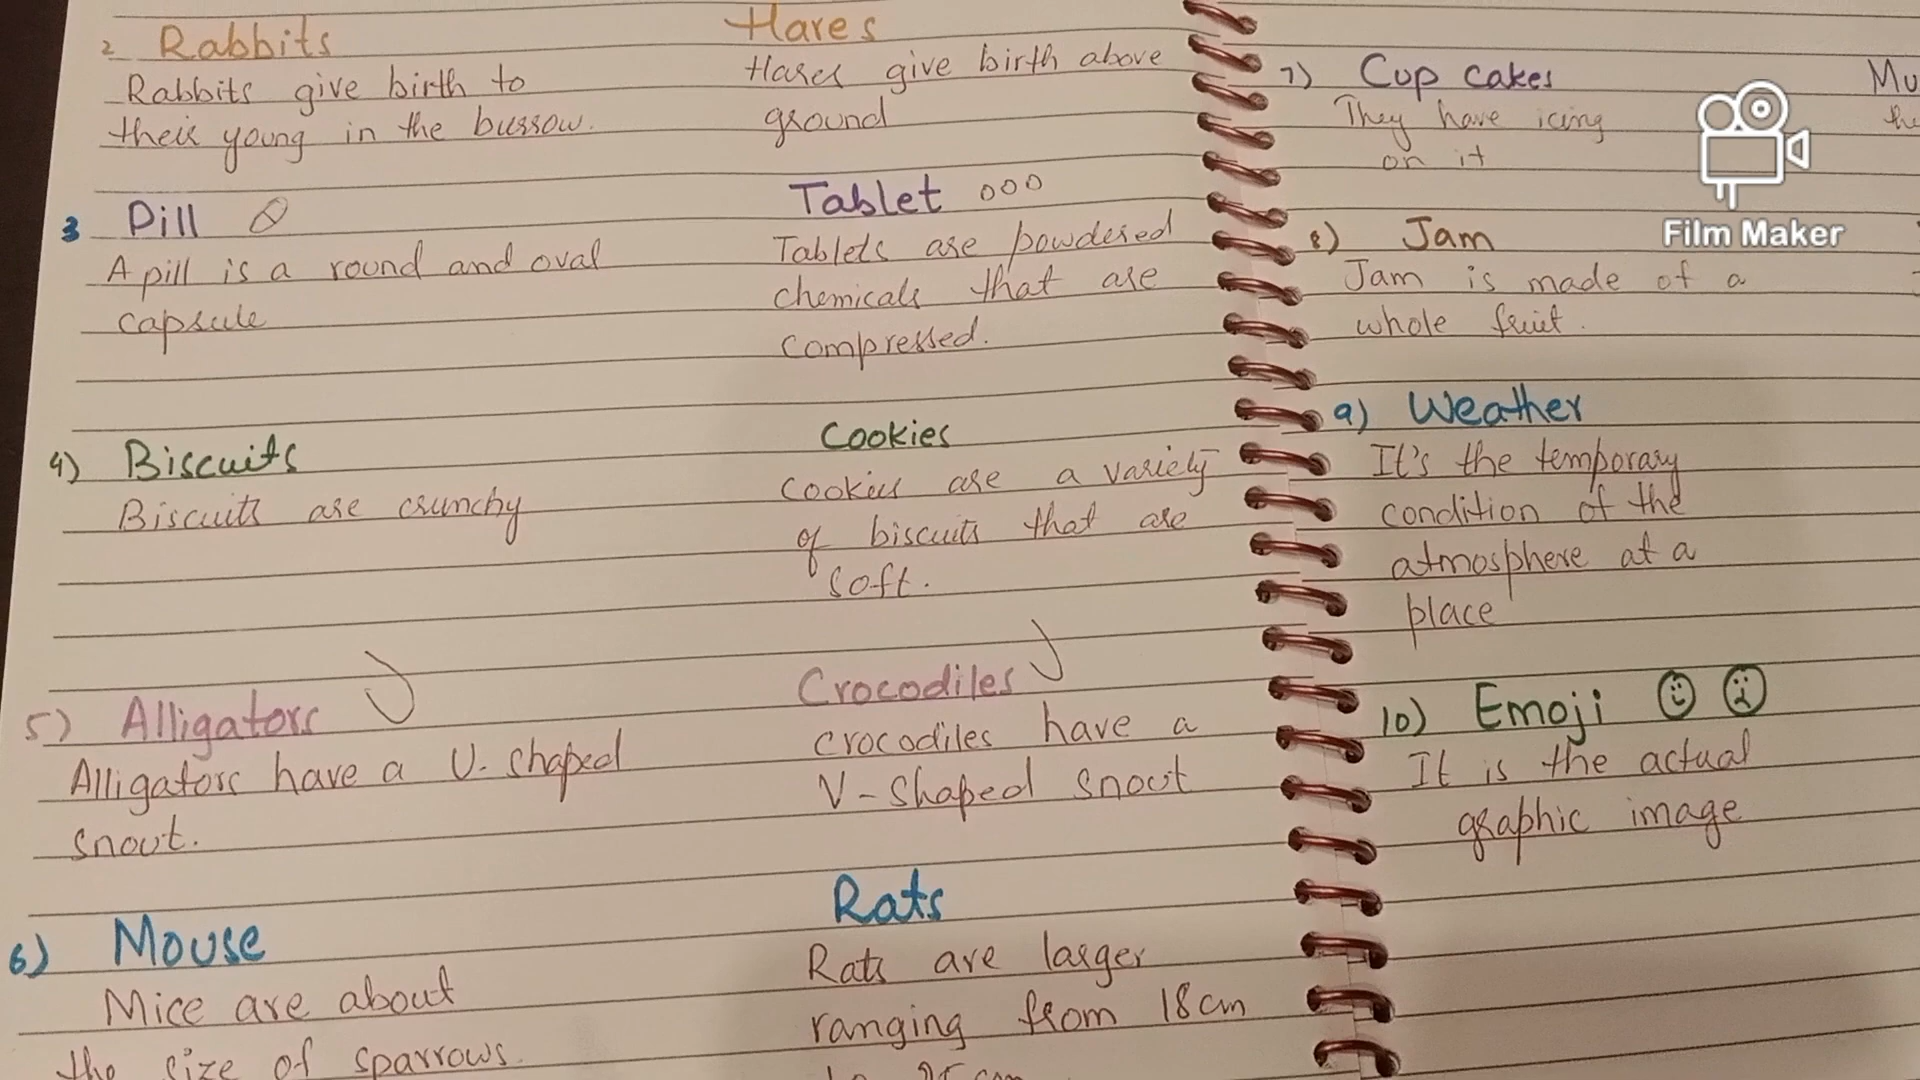 2 Rabbits
Rabbits give birth to
their young in the burrow.
Hares
Hares give birth above
ground
3 Pill
A pill is a round and oval
capsule
Tablet
Tablets are powdered
chemicals that are
compressed.
4) Biscuits
Biscuits are crunchy
Cookies
Cookies are a variety
of biscuits that are
soft.
5) Alligators
Alligators have a U-shaped
snout.
Crocodiles
crocodiles have a
V-shaped snout
6) Mouse
Mice are about
the size of sparrows.
Rats
Rats are larger
ranging from 18cm
7) Cup cakes
They have icing
on it
8) Jam
Jam is made of a
whole fruit.
9) Weather
It's the temporary
condition of the
atmosphere at a
place
10) Emoji
It is the actual
graphic image
Film Maker